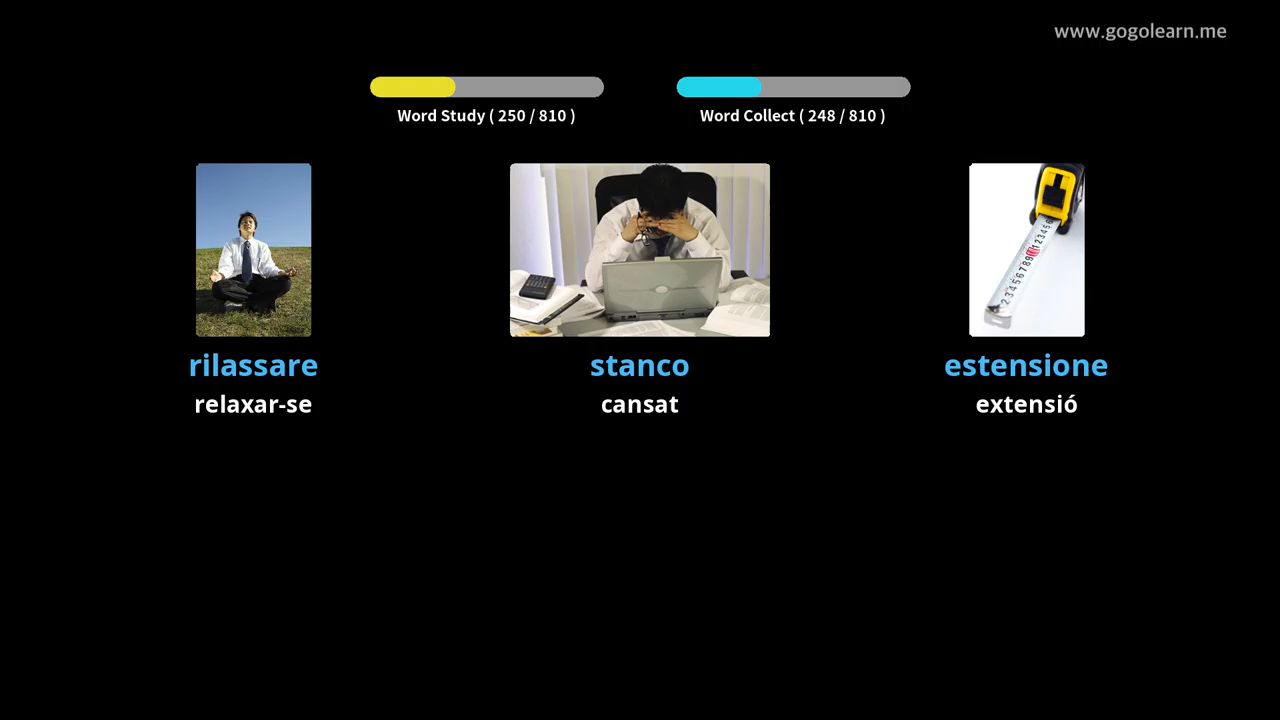 www.gogolearn.me
Word Study ( 250 / 810 )
Word Collect ( 248 / 810 )
rilassare
stanco
estensione
relaxar-se
cansat
extensió